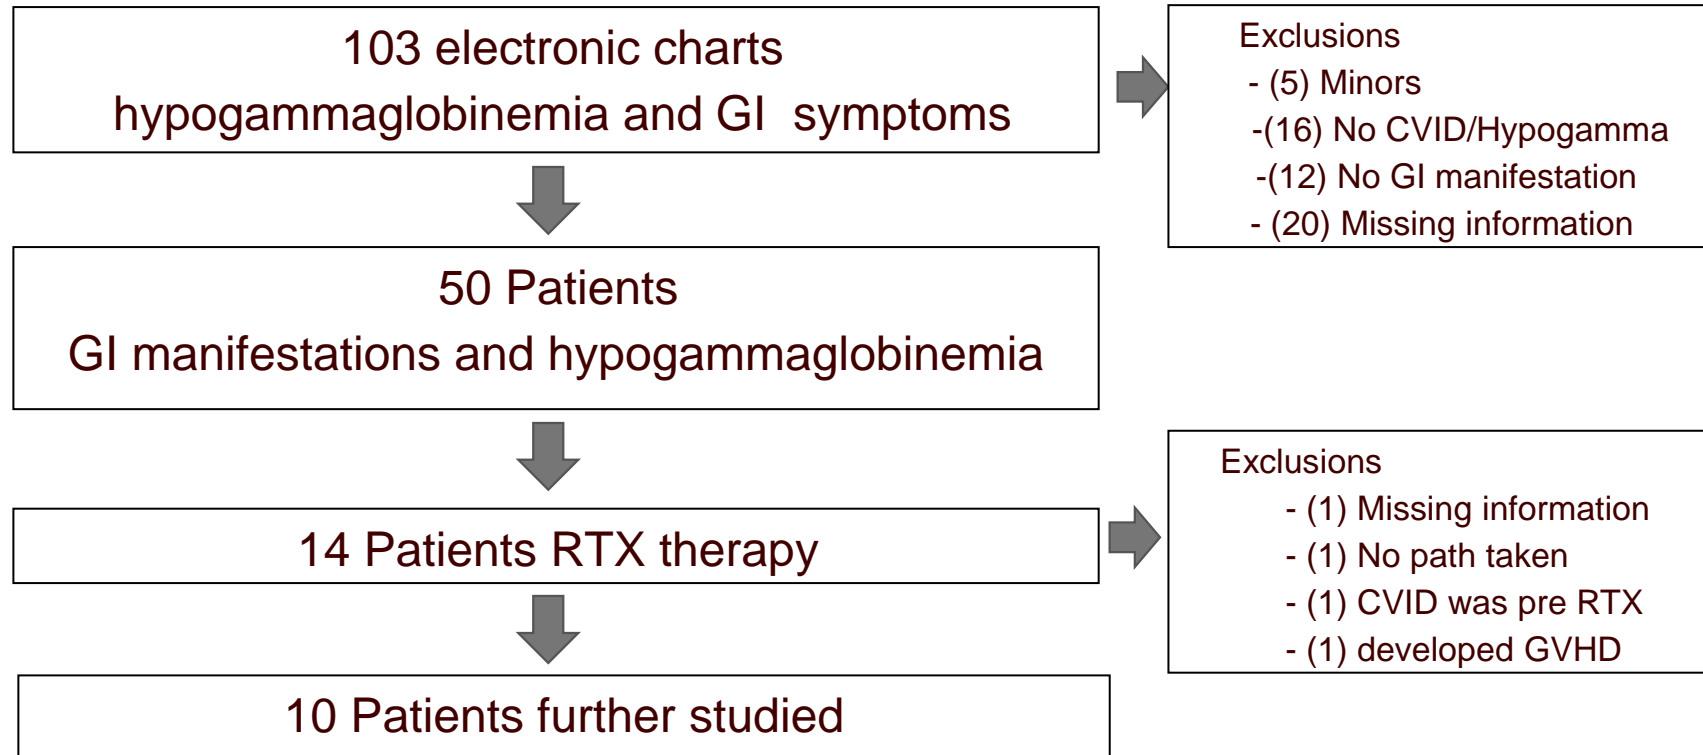 103 electronic charts
hypogammaglobinemia and GI symptoms
Exclusions
- (5) Minors
-(16) No CVID/Hypogamma
-(12) No GI manifestation
- (20) Missing information
50 Patients
GI manifestations and hypogammaglobinemia
14 Patients RTX therapy
Exclusions
- (1) Missing information
- (1) No path taken
- (1) CVID was pre RTX
- (1) developed GVHD
10 Patients further studied